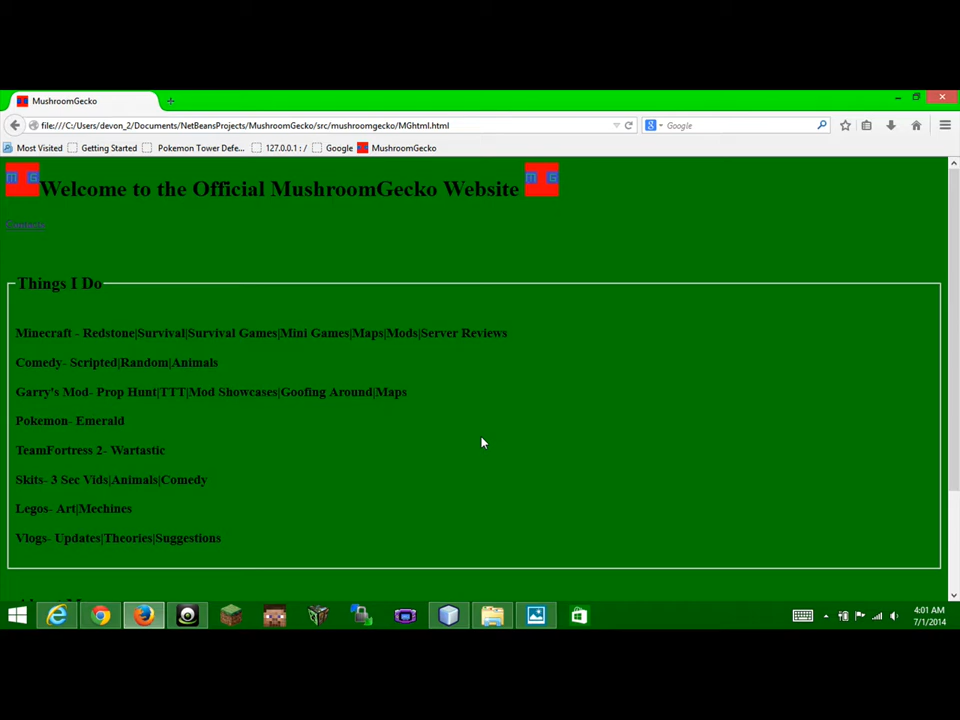 MushroomGecko
file:///C:/Users/devon_2/Documents/NetBeansProjects/MushroomGecko/src/mushroomgecko/MGhtml.html
Google
Most Visited
Getting Started
Pokemon Tower Defe...
127.0.0.1 : /
Google
MushroomGecko
M G
Welcome to the Official MushroomGecko Website
M G
Contact
Things I Do
Minecraft - Redstone|Survival|Survival Games|Mini Games|Maps|Mods|Server Reviews
Comedy- Scripted|Random|Animals
Garry's Mod- Prop Hunt|TTT|Mod Showcases|Goofing Around|Maps
Pokemon- Emerald
TeamFortress 2- Wartastic
Skits- 3 Sec Vids|Animals|Comedy
Legos- Art|Mechines
Vlogs- Updates|Theories|Suggestions
4:01 AM
7/1/2014